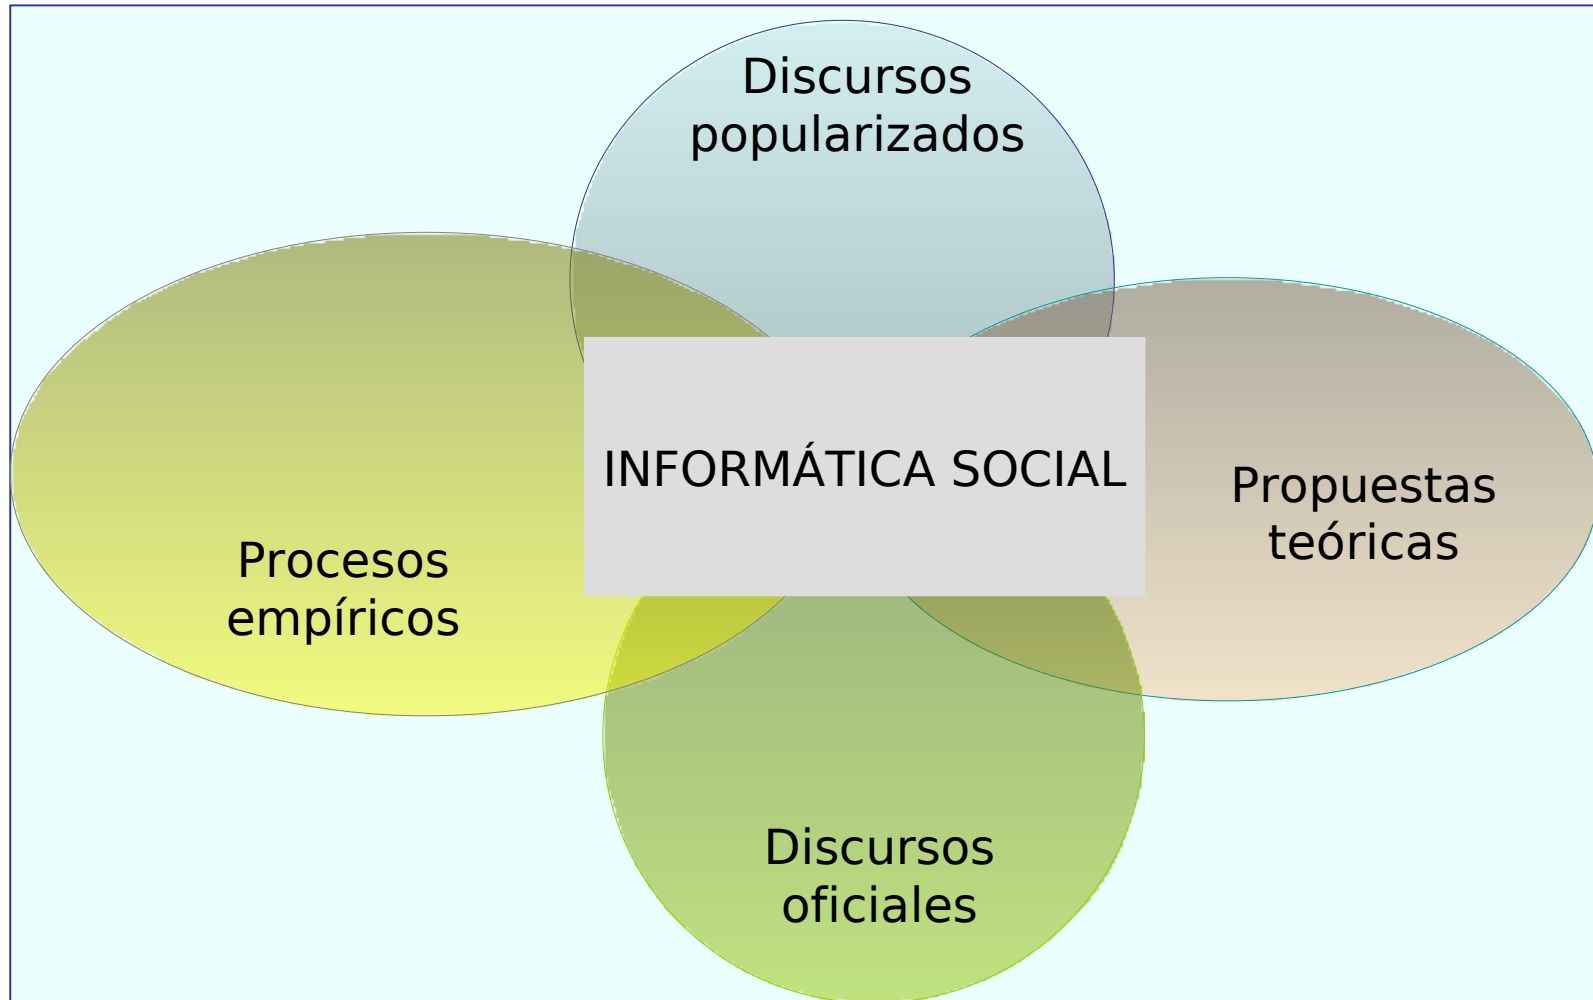 Discursos
popularizados
INFORMÁTICA SOCIAL
Propuestas
teóricas
Procesos
empíricos
Discursos
oficiales